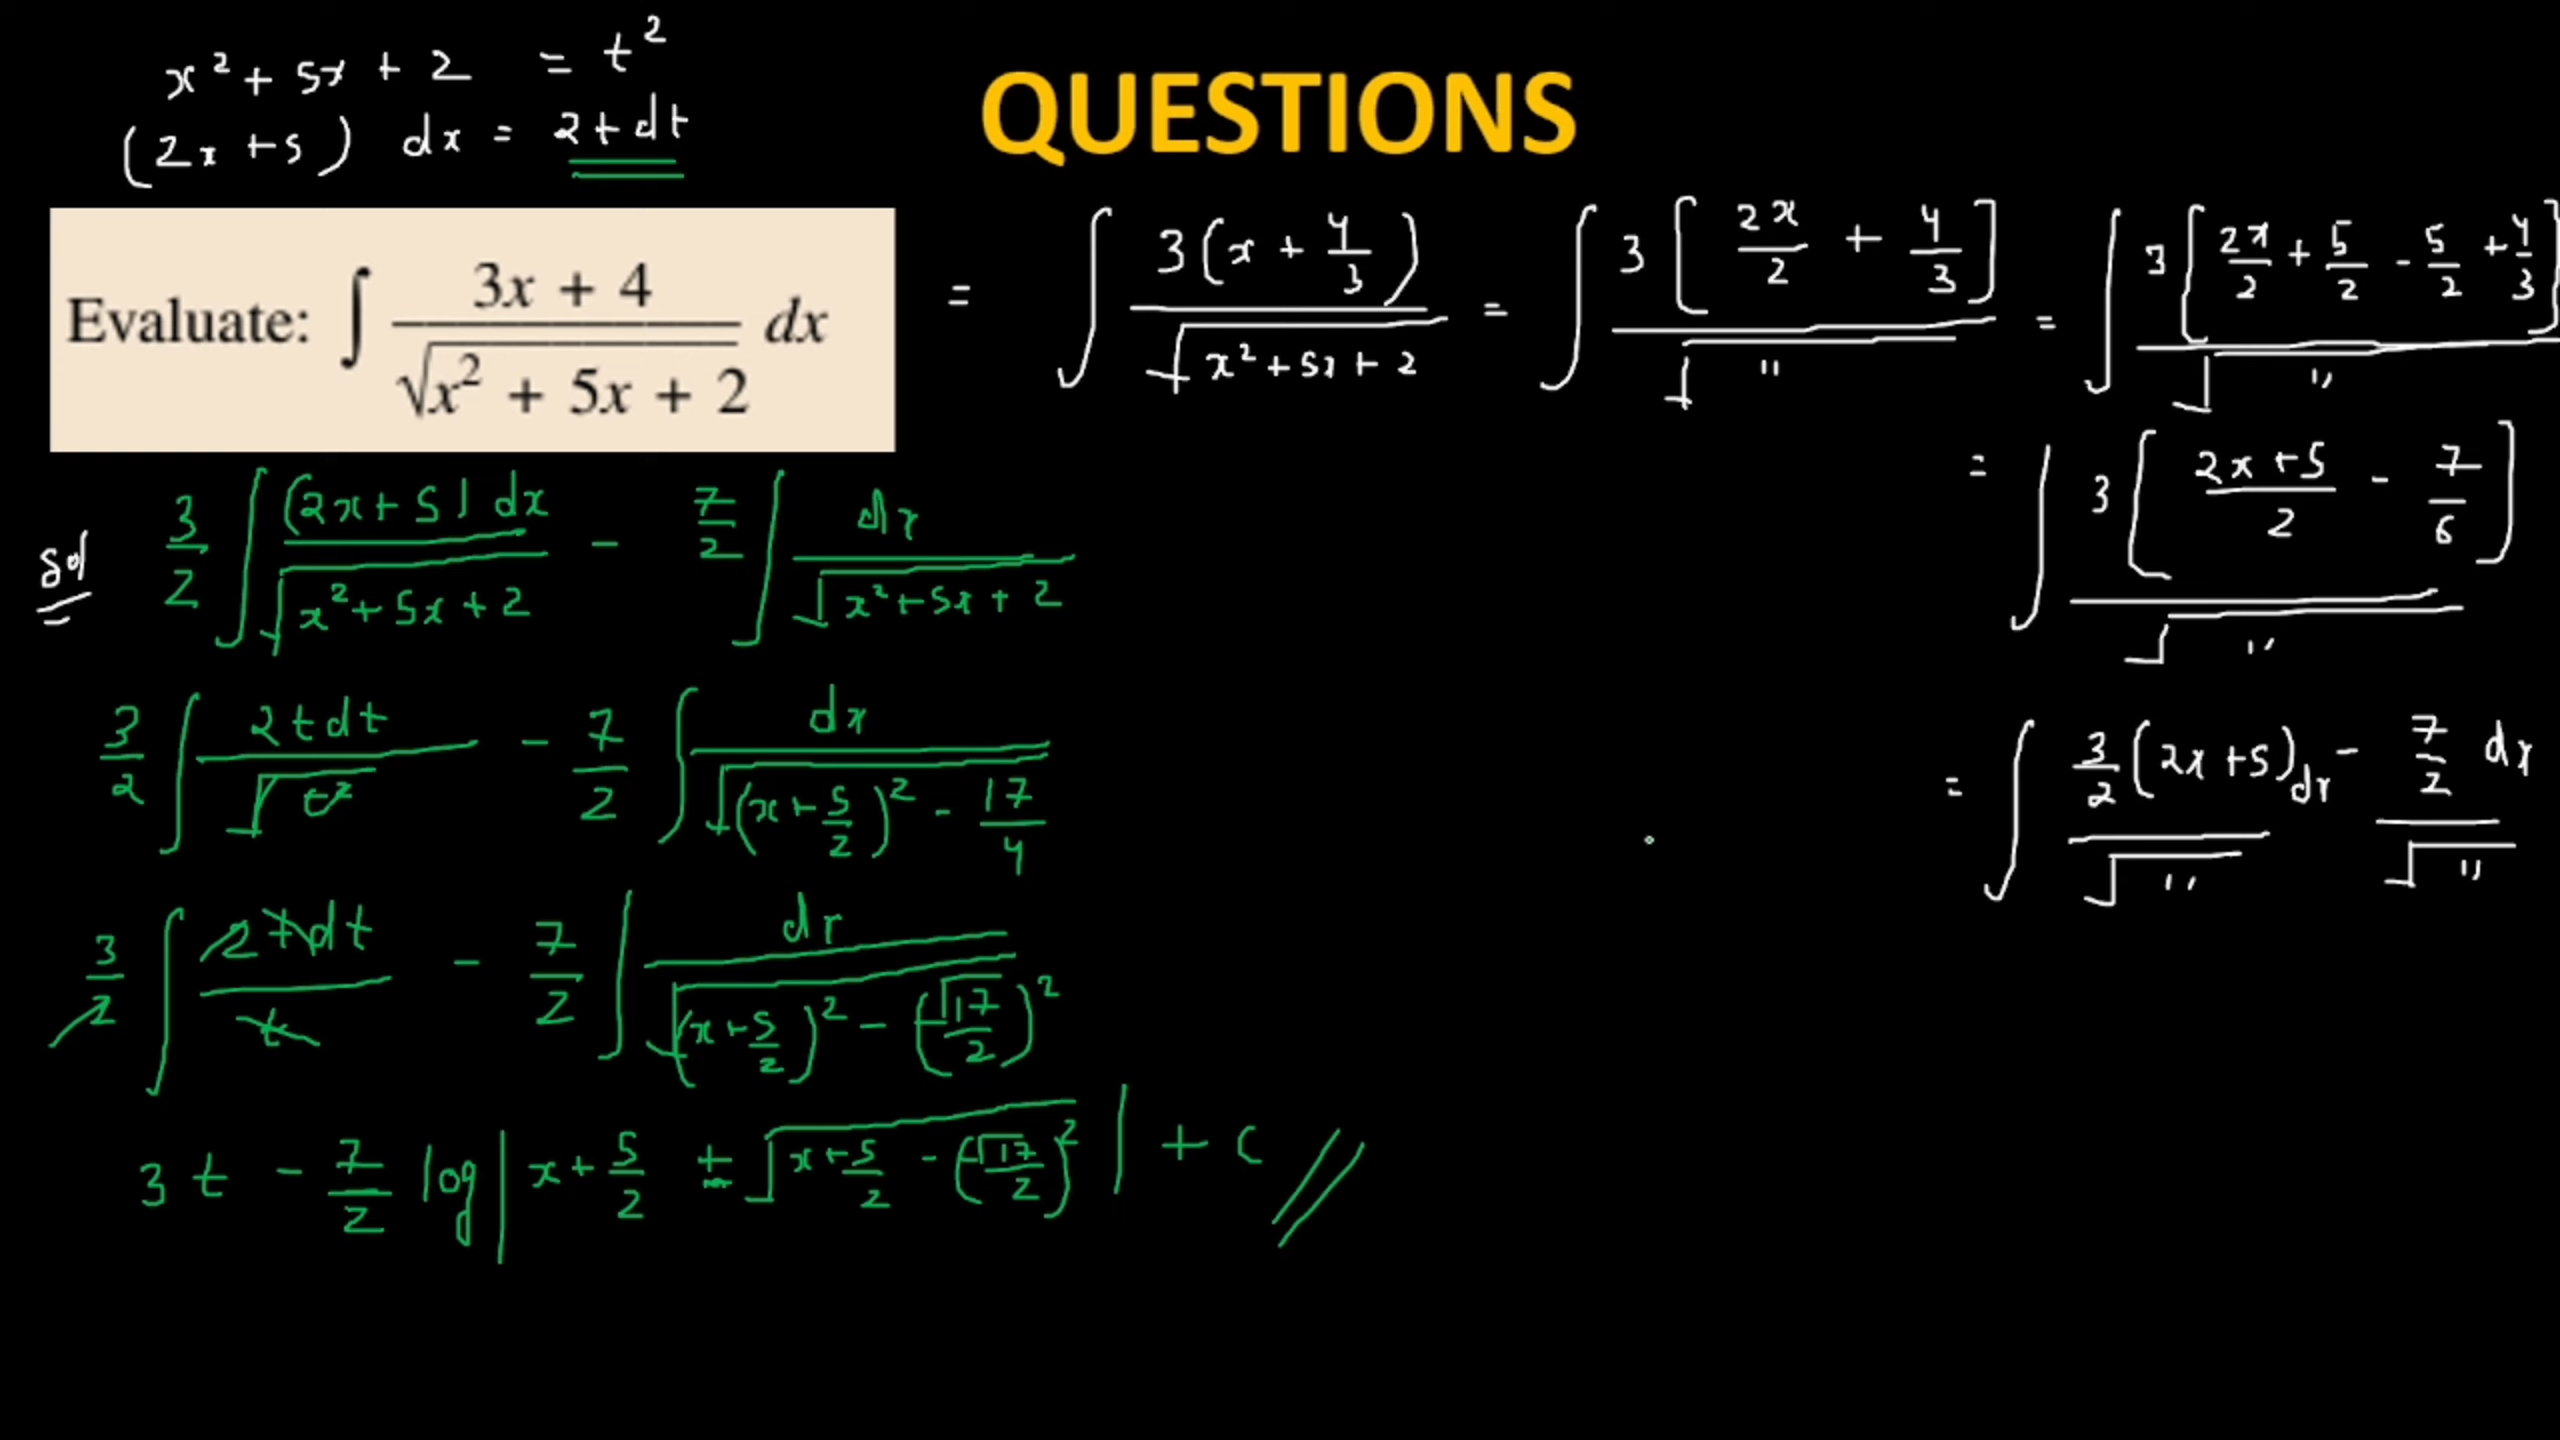 x² + 5x + 2 = t²
(2x + 5) dx = 2t dt
QUESTIONS
Evaluate: ∫ (3x + 4)/√(x² + 5x + 2) dx
= ∫ 3(x + 4/3)/√(x² + 5x + 2) = ∫ 3[2x/2 + 4/3]/√" = ∫ 3[2x/2 + 5/2 - 5/2 + 4/3]/√"
= ∫ 3[(2x + 5)/2 - 7/6]/√"
= ∫ 3/2 (2x + 5) dx/√" - 7/2 dx/√"
Sol
3/2 ∫ (2x + 5) dx/√(x² + 5x + 2) - 7/2 ∫ dx/√(x² + 5x + 2)
3/2 ∫ 2t dt/√t² - 7/2 ∫ dx/√((x + 5/2)² - 17/4)
3/2 ∫ 2t dt/t - 7/2 ∫ dx/√((x + 5/2)² - (√17/2)²)
3t - 7/2 log |x + 5/2 + √(x + 5/2 - (√17/2)²)| + c